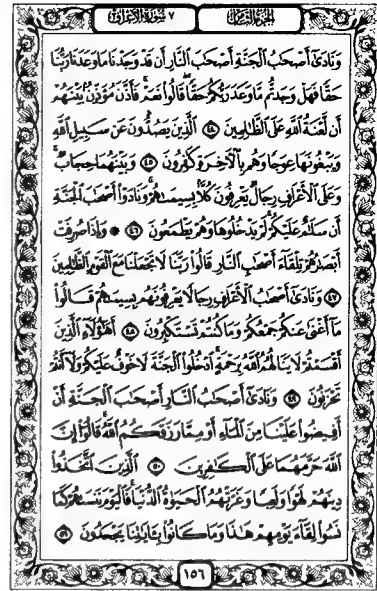 الجزء الثامن ٧ سورة الأعراف
وَنَادَىٰٓ أَصْحَٰبُ ٱلْجَنَّةِ أَصْحَٰبَ ٱلنَّارِ أَن قَدْ وَجَدْنَا مَا وَعَدَنَا رَبُّنَا
حَقًّا فَهَلْ وَجَدتُّم مَّا وَعَدَ رَبُّكُمْ حَقًّا قَالُوا۟ نَعَمْ فَأَذَّنَ مُؤَذِّنٌۢ بَيْنَهُمْ
أَن لَّعْنَةُ ٱللَّهِ عَلَى ٱلظَّٰلِمِينَ ٤٤ ٱلَّذِينَ يَصُدُّونَ عَن سَبِيلِ ٱللَّهِ
وَيَبْغُونَهَا عِوَجًا وَهُم بِٱلْءَاخِرَةِ كَٰفِرُونَ ٤٥ وَبَيْنَهُمَا حِجَابٌ
وَعَلَى ٱلْأَعْرَافِ رِجَالٌ يَعْرِفُونَ كُلًّۢا بِسِيمَىٰهُمْ وَنَادَوْا۟ أَصْحَٰبَ ٱلْجَنَّةِ
أَن سَلَٰمٌ عَلَيْكُمْ لَمْ يَدْخُلُوهَا وَهُمْ يَطْمَعُونَ ٤٦ ۞ وَإِذَا صُرِفَتْ
أَبْصَٰرُهُمْ تِلْقَآءَ أَصْحَٰبِ ٱلنَّارِ قَالُوا۟ رَبَّنَا لَا تَجْعَلْنَا مَعَ ٱلْقَوْمِ ٱلظَّٰلِمِينَ
٤٧ وَنَادَىٰٓ أَصْحَٰبُ ٱلْأَعْرَافِ رِجَالًا يَعْرِفُونَهُم بِسِيمَىٰهُمْ قَالُوا۟
مَآ أَغْنَىٰ عَنكُمْ جَمْعُكُمْ وَمَا كُنتُمْ تَسْتَكْبِرُونَ ٤٨ أَهَٰٓؤُلَآءِ ٱلَّذِينَ
أَقْسَمْتُمْ لَا يَنَالُهُمُ ٱللَّهُ بِرَحْمَةٍ ٱدْخُلُوا۟ ٱلْجَنَّةَ لَا خَوْفٌ عَلَيْكُمْ وَلَآ أَنتُمْ
تَحْزَنُونَ ٤٩ وَنَادَىٰٓ أَصْحَٰبُ ٱلنَّارِ أَصْحَٰبَ ٱلْجَنَّةِ أَنْ
أَفِيضُوا۟ عَلَيْنَا مِنَ ٱلْمَآءِ أَوْ مِمَّا رَزَقَكُمُ ٱللَّهُ قَالُوٓا۟ إِنَّ
ٱللَّهَ حَرَّمَهُمَا عَلَى ٱلْكَٰفِرِينَ ٥٠ ٱلَّذِينَ ٱتَّخَذُوا۟
دِينَهُمْ لَهْوًا وَلَعِبًا وَغَرَّتْهُمُ ٱلْحَيَوٰةُ ٱلدُّنْيَا فَٱلْيَوْمَ نَنسَىٰهُمْ كَمَا
نَسُوا۟ لِقَآءَ يَوْمِهِمْ هَٰذَا وَمَا كَانُوا۟ بِـَٔايَٰتِنَا يَجْحَدُونَ ٥١
١٥٦